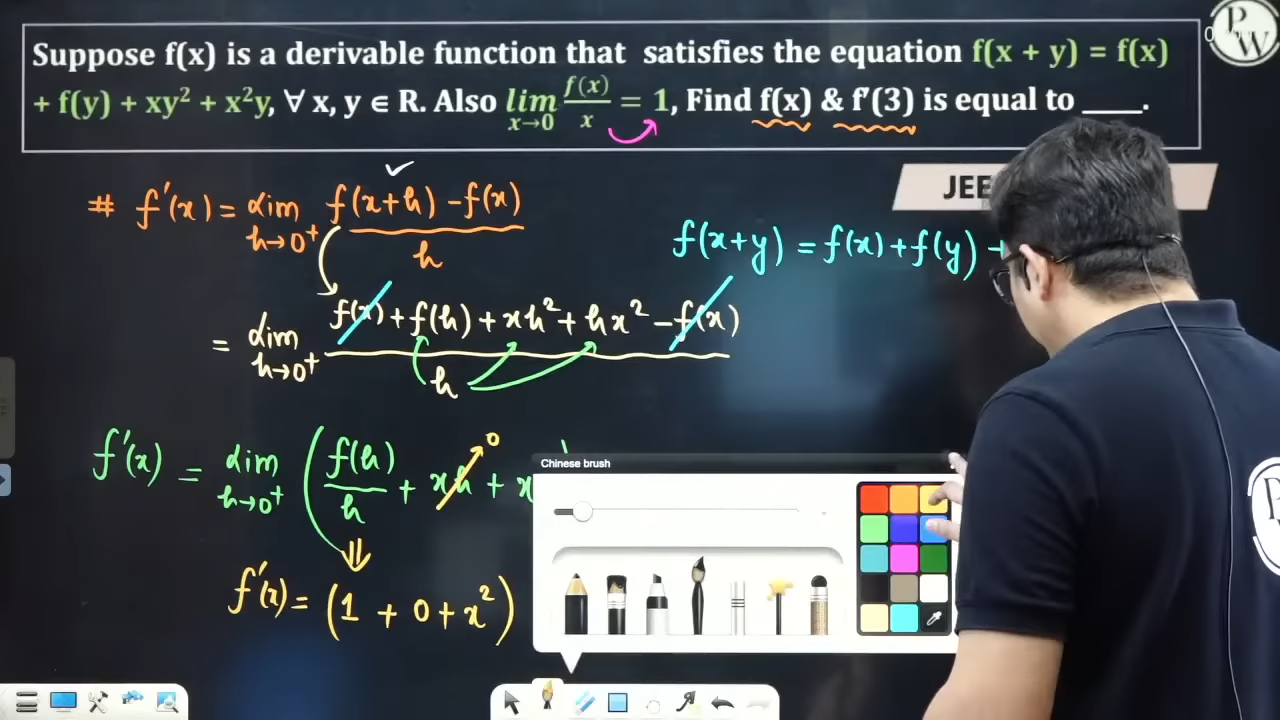 Suppose f(x) is a derivable function that satisfies the equation f(x + y) = f(x)
+ f(y) + xy² + x²y, ∀ x, y ∈ R. Also lim x→0 f(x)/x = 1, Find f(x) & f'(3) is equal to ____.
P
W
JEE
# f'(x) = lim h→0⁺ f(x+h) - f(x) / h
f(x+y) = f(x) + f(y) +
= lim h→0⁺ f(x) + f(h) + xh² + hx² - f(x) / h
f'(x) = lim h→0⁺ ( f(h)/h + xh + x
0
Chinese brush
f'(x) = (1 + 0 + x²)